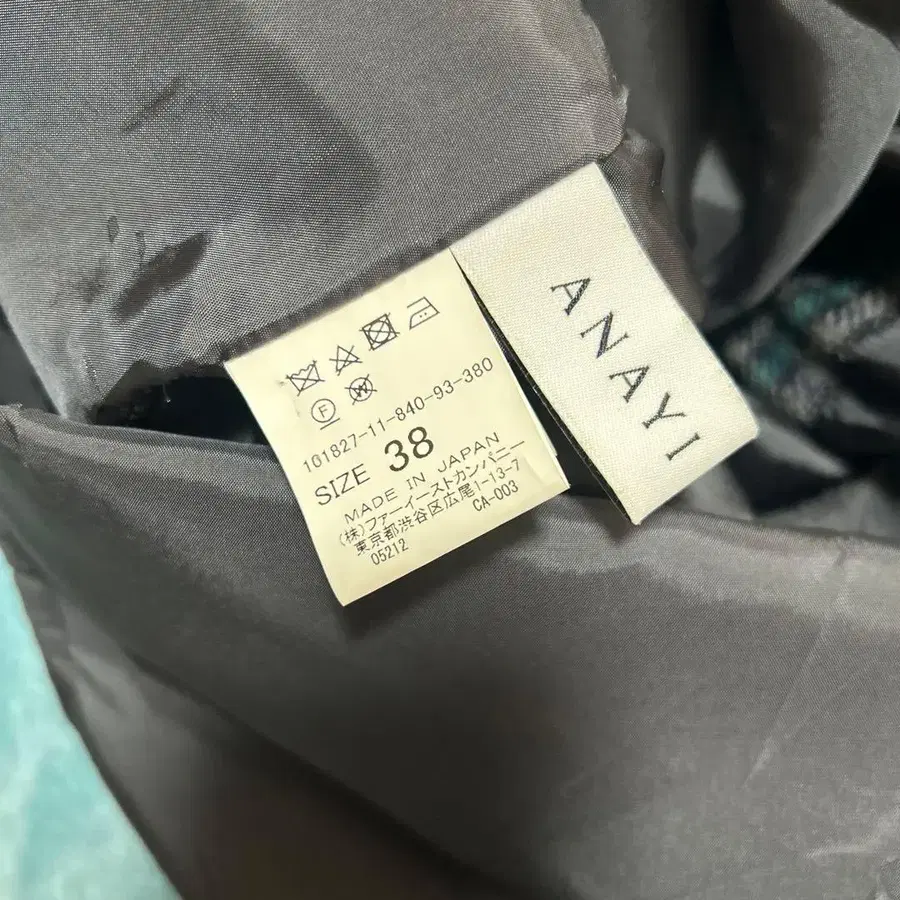 F W
101827-11-840-93-380
SIZE 38
MADE IN JAPAN
(株)ファーイーストカンパニー
東京都渋谷区広尾1-13-7
05212 CA-003
ANAYI